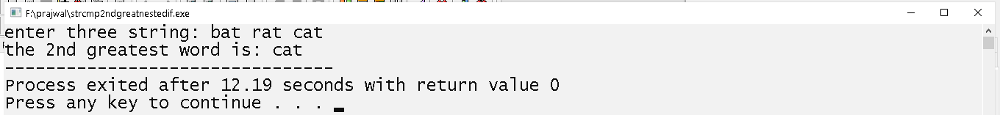 F:\prajwal\strcmp2ndgreatnestedif.exe
enter three string: bat rat cat
the 2nd greatest word is: cat
--------------------------------
Process exited after 12.19 seconds with return value 0
Press any key to continue . . .